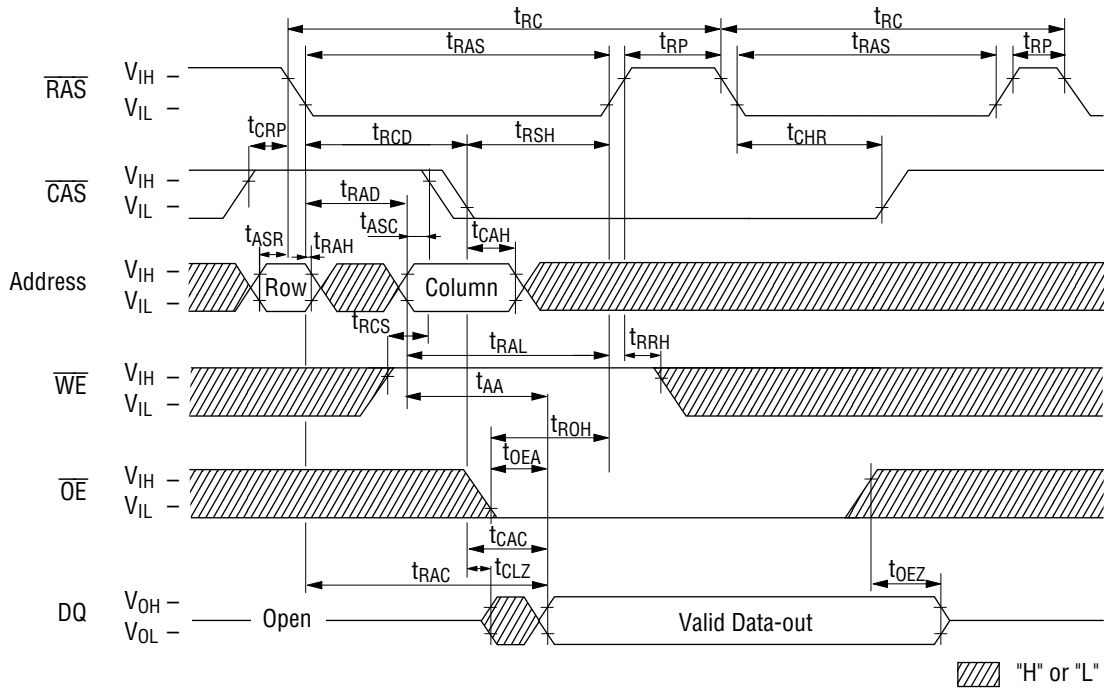 tRC tRC
tRAS tRP tRAS tRP
RAS VIH –
VIL –
tCRP tRCD tRSH tCHR
CAS VIH –
VIL –
tRAD
tASC
tCAH
tASR tRAH
Address VIH –
VIL –
Row Column
tRCS
tRAL tRRH
WE VIH –
VIL –
tAA
tROH
tOEA
OE VIH –
VIL –
tCAC
tRAC tCLZ tOEZ
DQ VOH –
VOL –
Open Valid Data-out
"H" or "L"